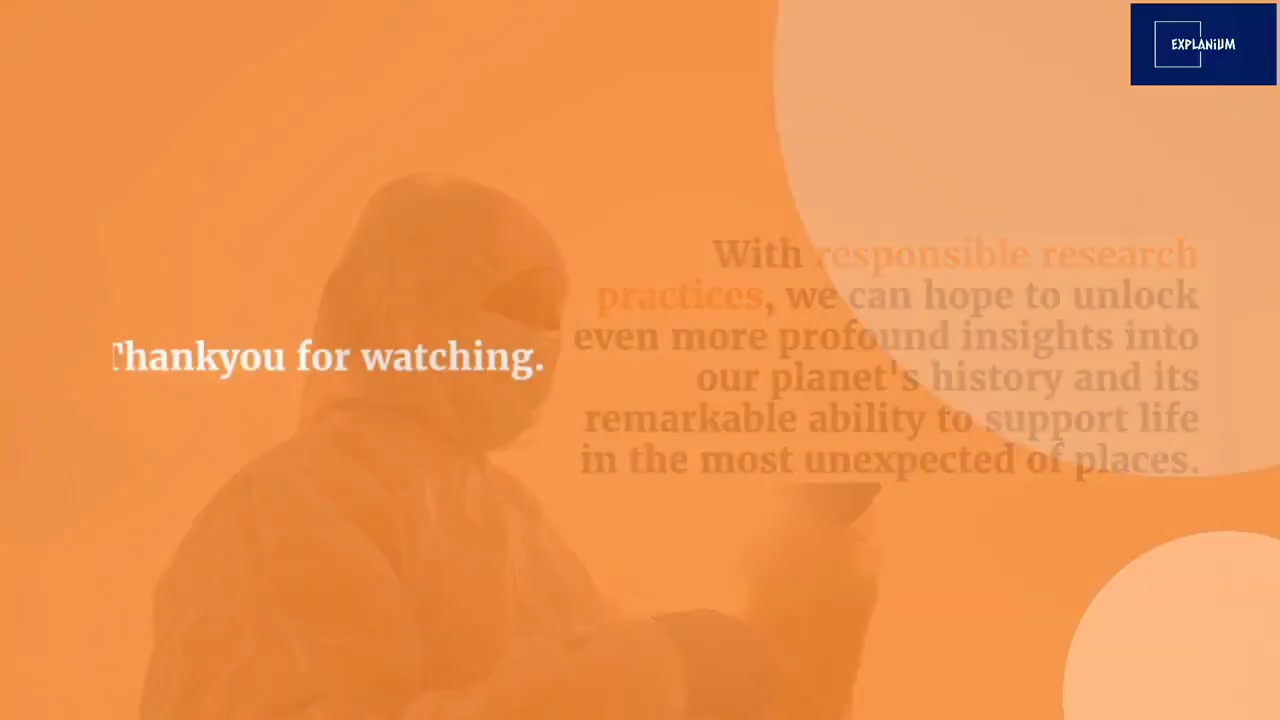 EXPLANiUM
With responsible research
practices, we can hope to unlock
even more profound insights into
our planet's history and its
remarkable ability to support life
in the most unexpected of places.
Thankyou for watching.